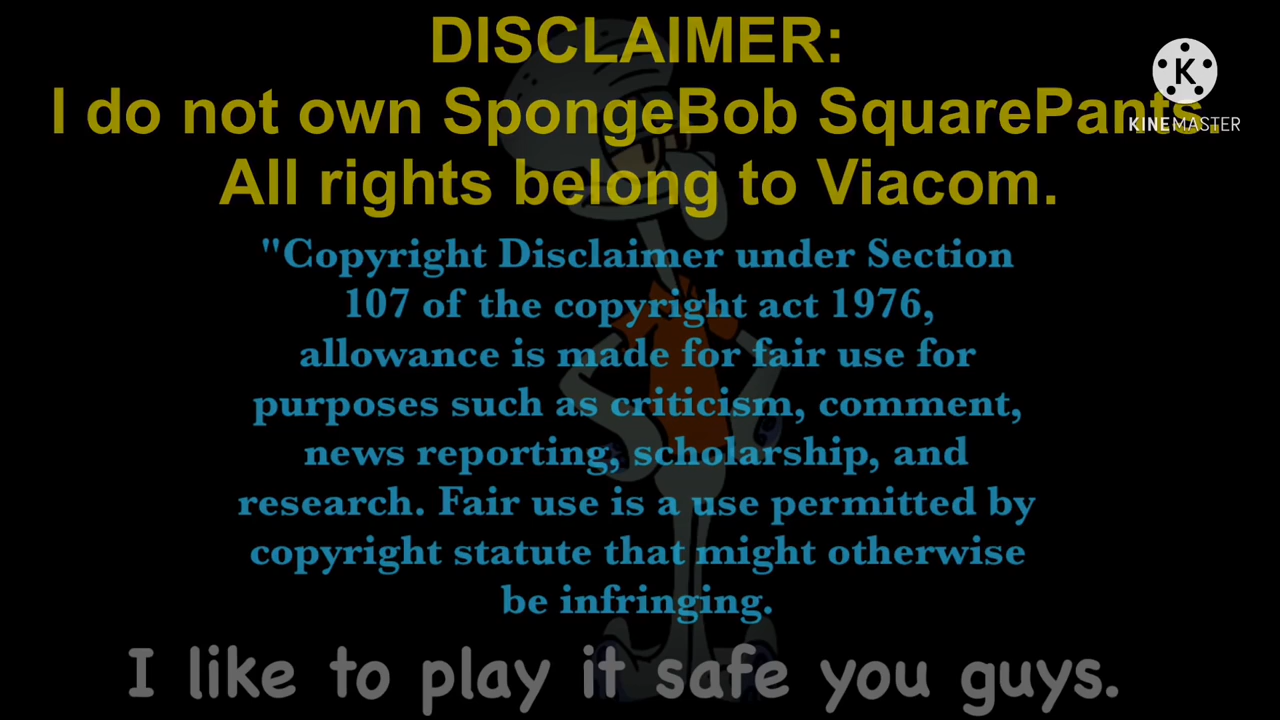 DISCLAIMER:
I do not own SpongeBob SquarePants.
All rights belong to Viacom.
K
KINEMASTER
"Copyright Disclaimer under Section
107 of the copyright act 1976,
allowance is made for fair use for
purposes such as criticism, comment,
news reporting, scholarship, and
research. Fair use is a use permitted by
copyright statute that might otherwise
be infringing.
I like to play it safe you guys.